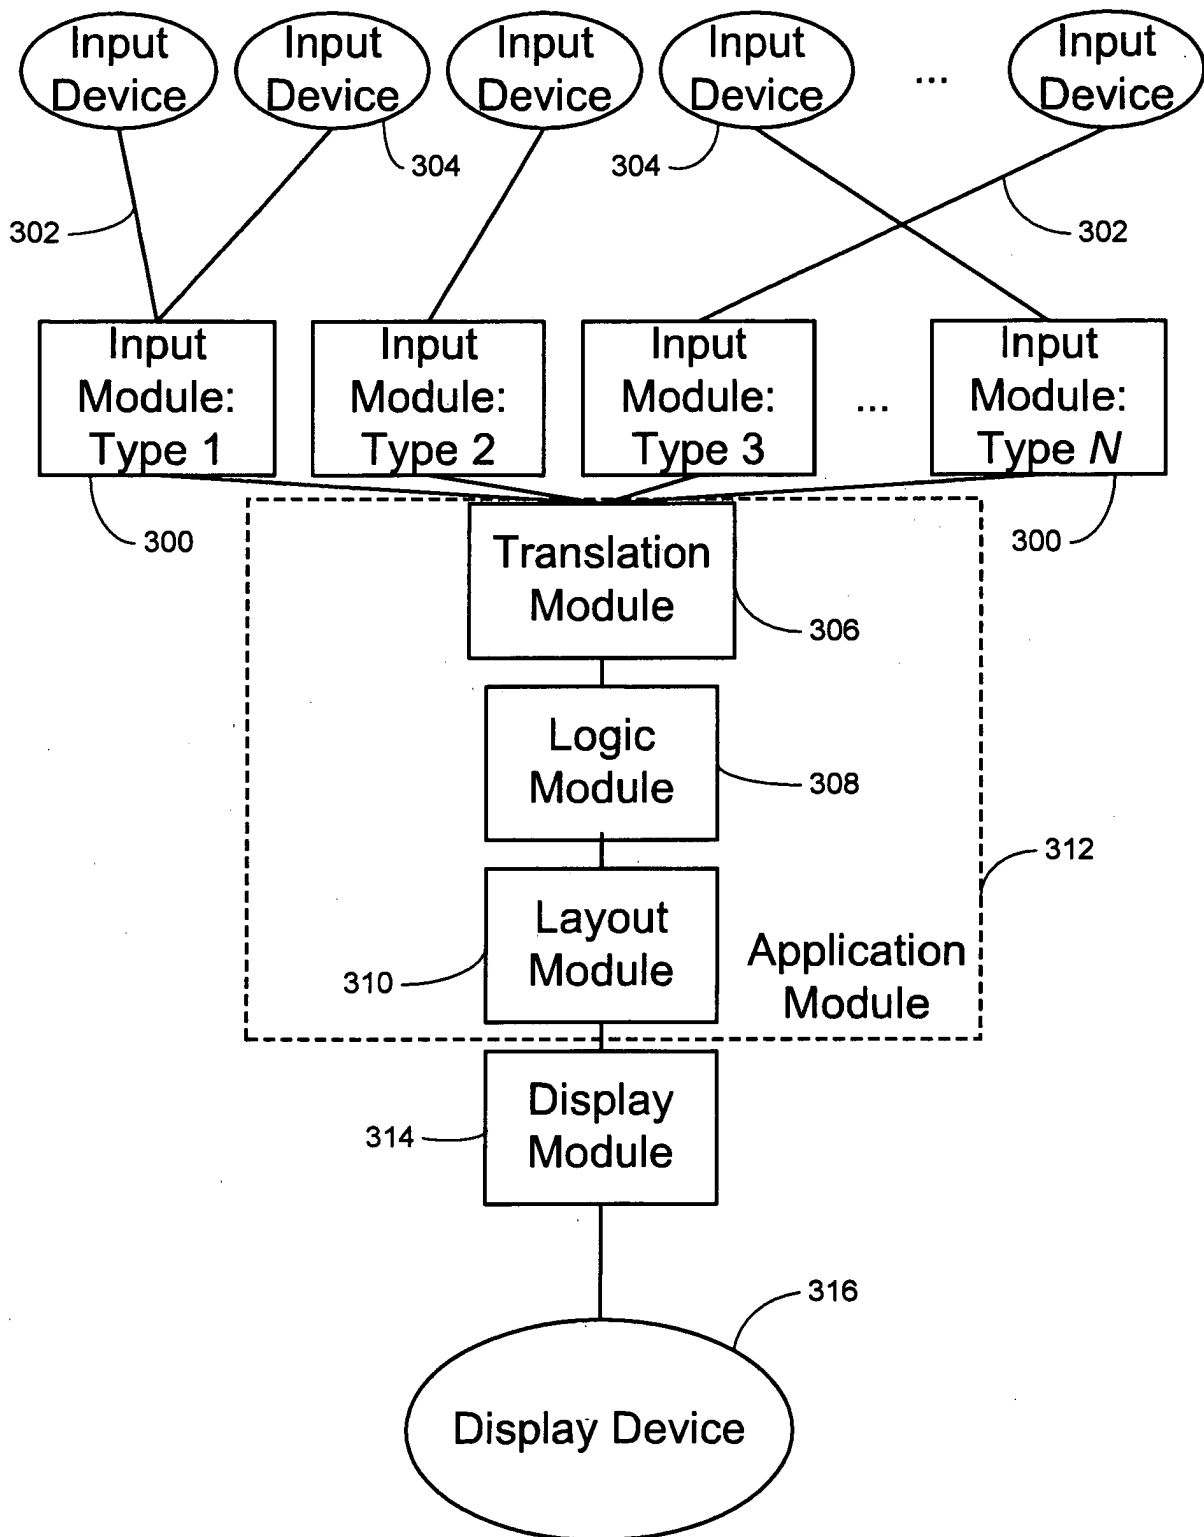 Input
Device
Input
Device
Input
Device
Input
Device
...
Input
Device
304
304
302
302
Input
Module:
Type 1
Input
Module:
Type 2
Input
Module:
Type 3
...
Input
Module:
Type N
300
300
Translation
Module
306
Logic
Module
308
312
Layout
Module
310
Application
Module
Display
Module
314
316
Display Device